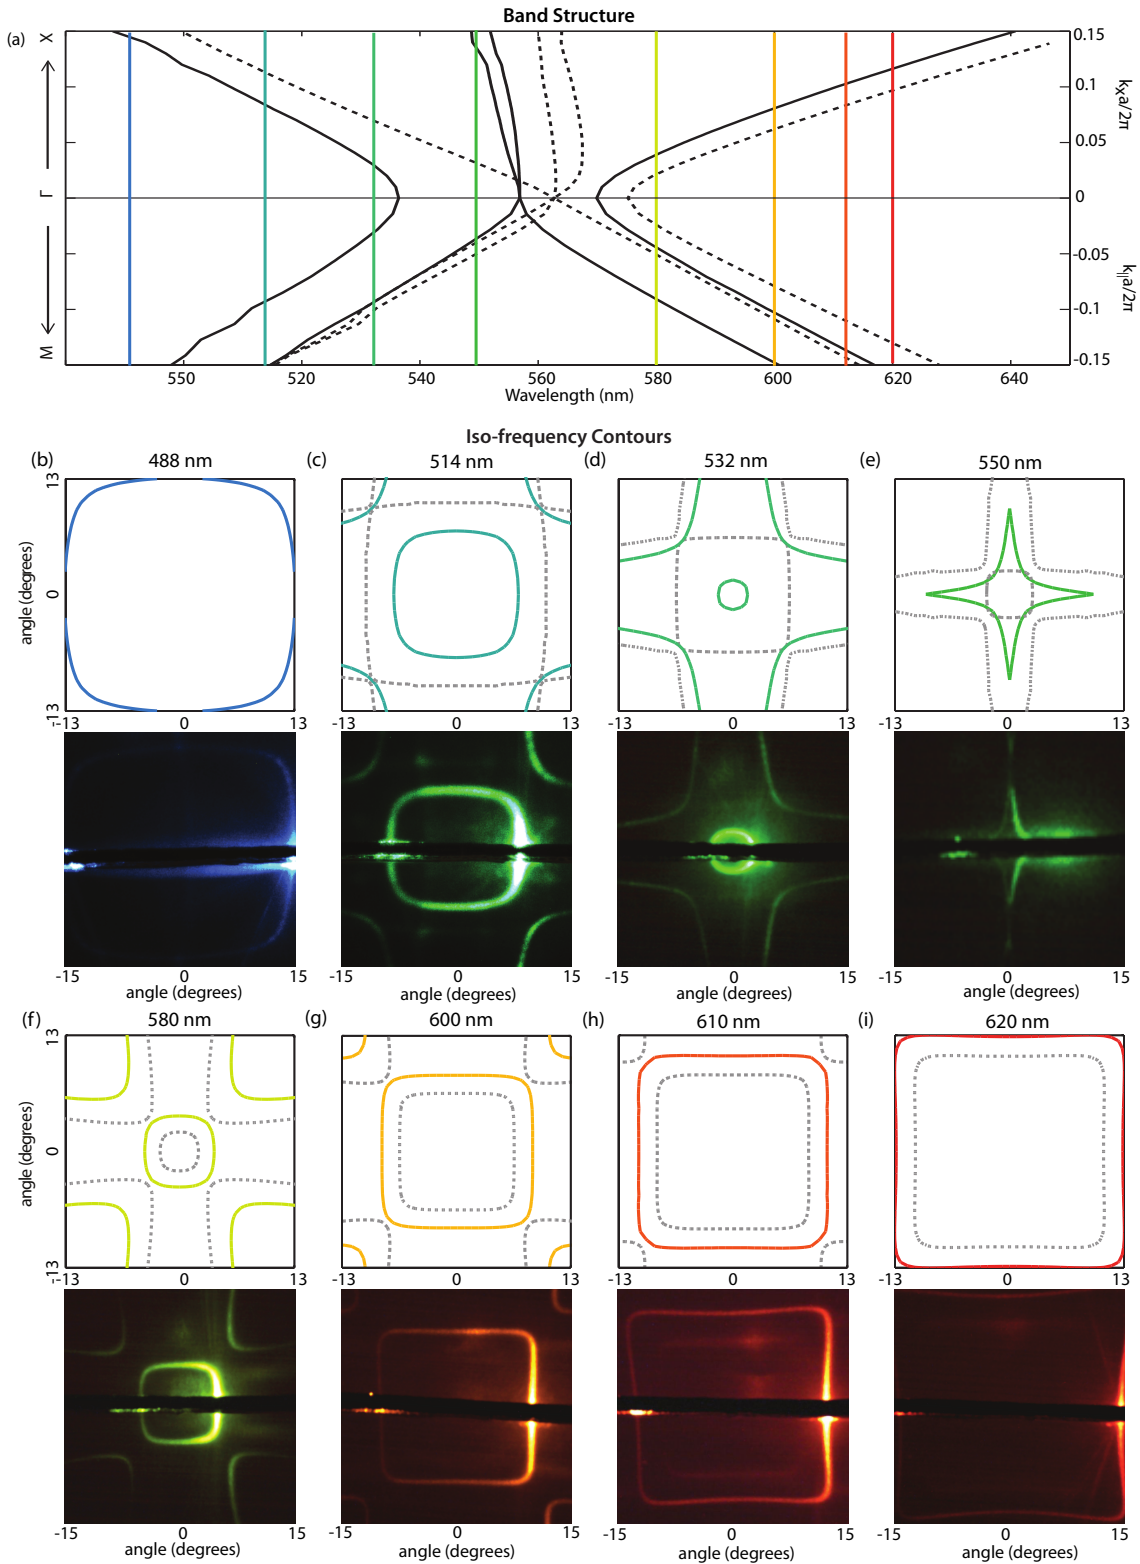 Band Structure
(a)
X
Γ
M
0.15
0.1
0.05
0
-0.05
-0.1
-0.15
kₓa/2π
k||a/2π
550 520 540 560 580 600 620 640
Wavelength (nm)
Iso-frequency Contours
(b) 488 nm (c) 514 nm (d) 532 nm (e) 550 nm
13
0
-13
angle (degrees)
-13 0 13 -13 0 13 -13 0 13 -13 0 13
-15 0 15 -15 0 15 -15 0 15 -15 0 15
angle (degrees) angle (degrees) angle (degrees) angle (degrees)
(f) 580 nm (g) 600 nm (h) 610 nm (i) 620 nm
13
0
-13
angle (degrees)
-13 0 13 -13 0 13 -13 0 13 -13 0 13
-15 0 15 -15 0 15 -15 0 15 -15 0 15
angle (degrees) angle (degrees) angle (degrees) angle (degrees)